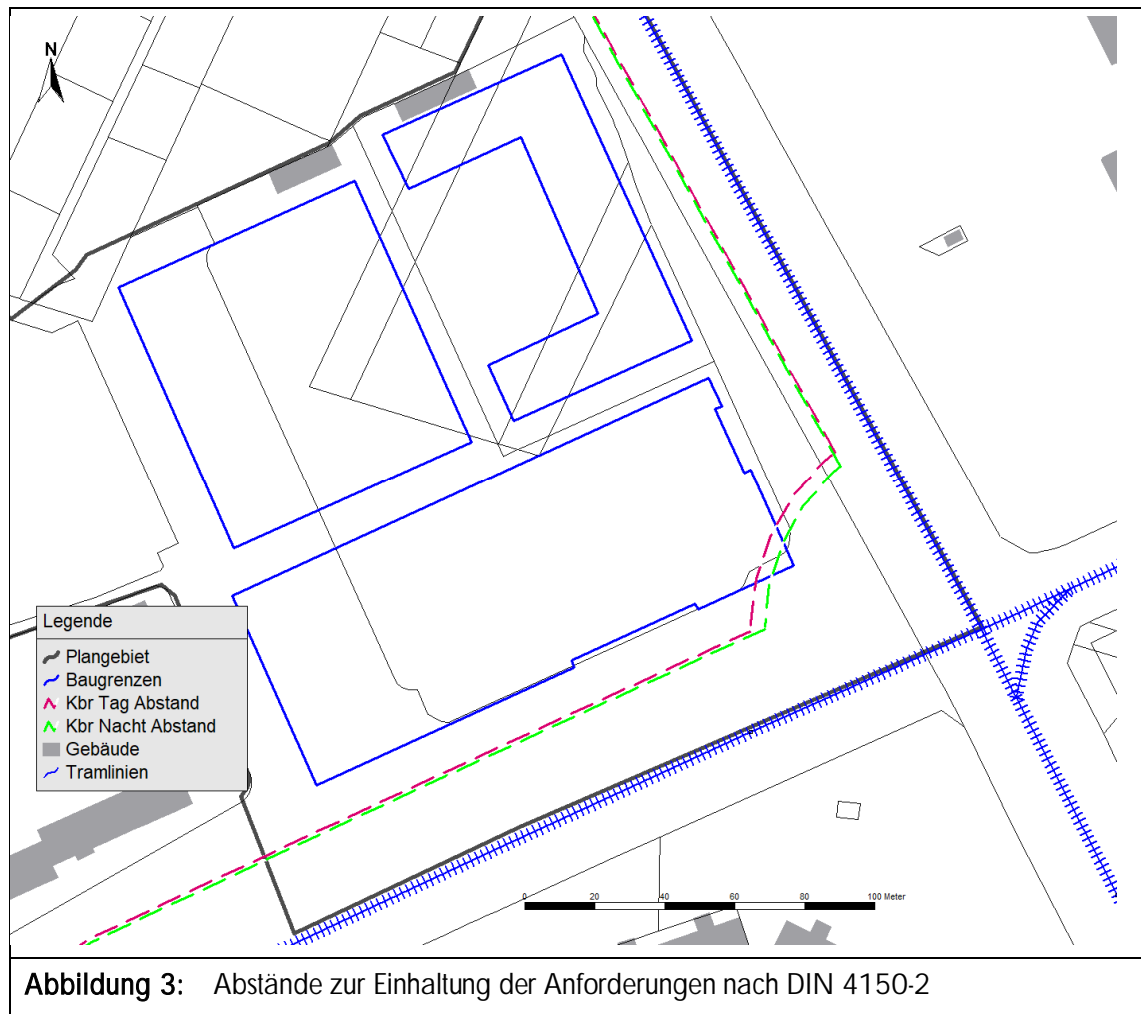 N
Legende
Plangebiet
Baugrenzen
Kbr Tag Abstand
Kbr Nacht Abstand
Gebäude
Tramlinien
0 20 40 60 80 100 Meter
Abbildung 3: Abstände zur Einhaltung der Anforderungen nach DIN 4150-2